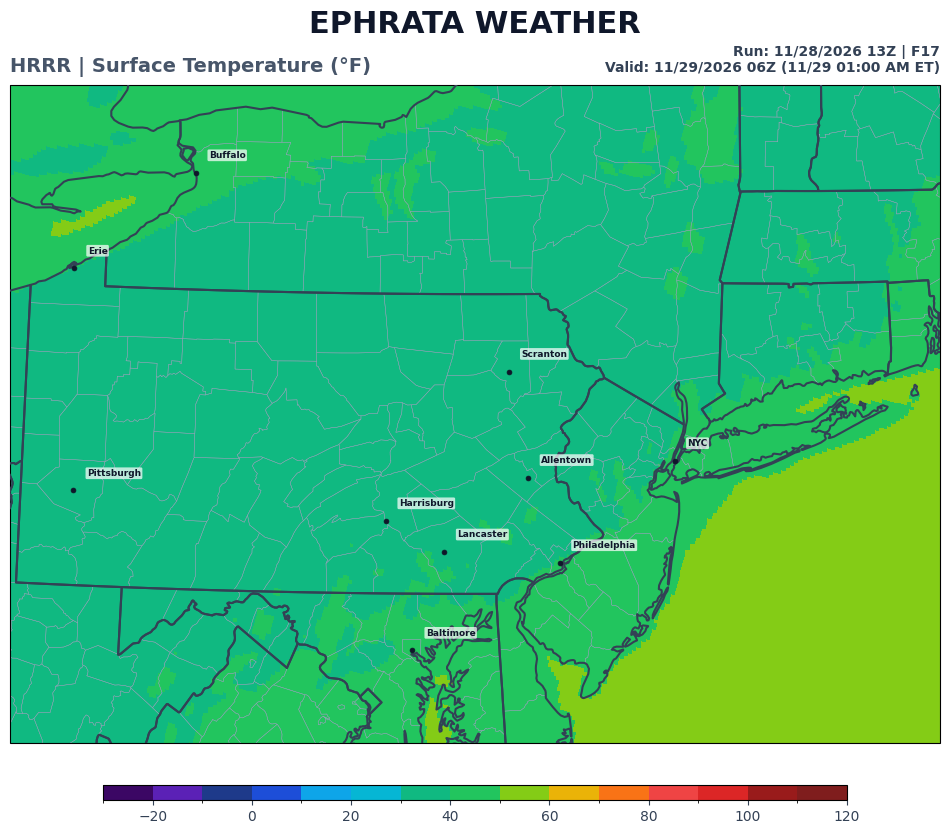 EPHRATA WEATHER
HRRR | Surface Temperature (°F)
Run: 11/28/2026 13Z | F17
Valid: 11/29/2026 06Z (11/29 01:00 AM ET)
Buffalo
Erie
Scranton
NYC
Allentown
Pittsburgh
Harrisburg
Lancaster
Philadelphia
Baltimore
−20 0 20 40 60 80 100 120